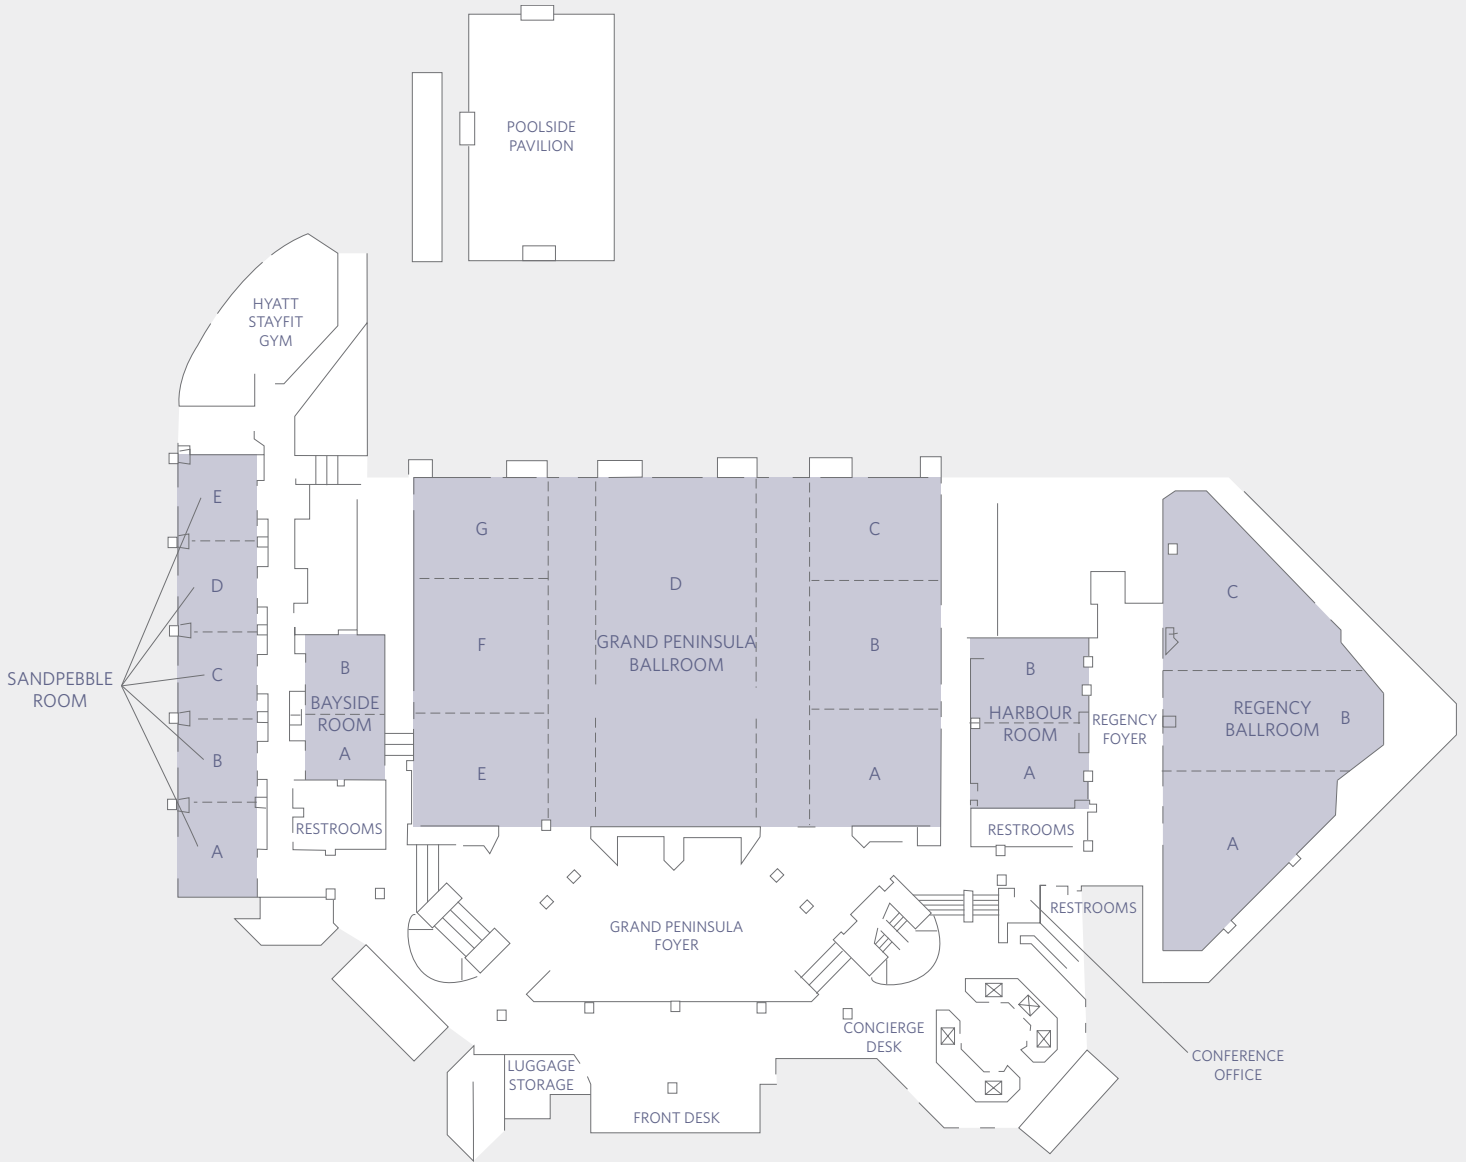 POOLSIDE
PAVILION
HYATT
STAYFIT
GYM
SANDPEBBLE
ROOM
E
D
C
B
A
B
BAYSIDE
ROOM
A
RESTROOMS
G
F
E
D
GRAND PENINSULA
BALLROOM
C
B
A
B
HARBOUR
ROOM
A
RESTROOMS
REGENCY
FOYER
C
REGENCY
BALLROOM
B
A
RESTROOMS
GRAND PENINSULA
FOYER
CONCIERGE
DESK
CONFERENCE
OFFICE
LUGGAGE
STORAGE
FRONT DESK